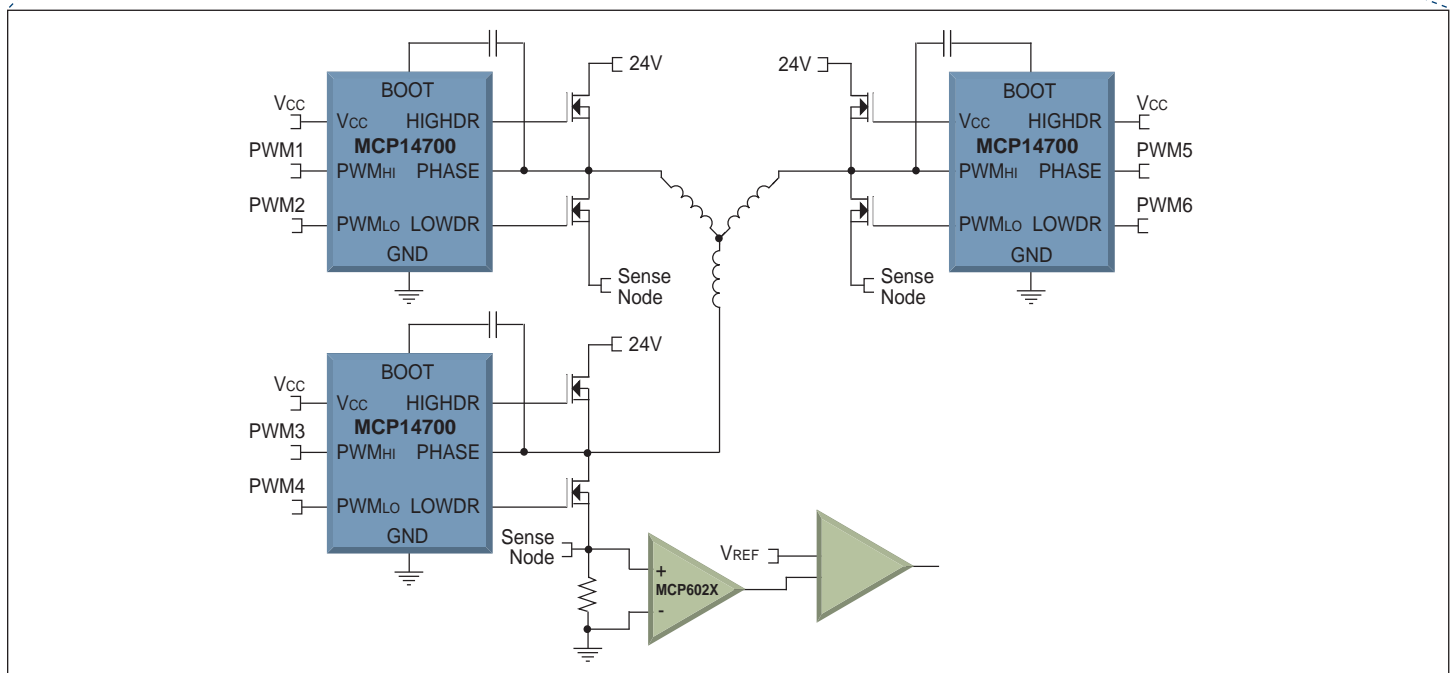 24V
BOOT
VCC
VCC HIGHDR
MCP14700
PWM1
PWMHI PHASE
PWM2
PWMLO LOWDR
GND
Sense
Node
24V
BOOT
VCC
VCC HIGHDR
MCP14700
PWM5
PWMHI PHASE
PWM6
PWMLO LOWDR
GND
Sense
Node
24V
BOOT
VCC
VCC HIGHDR
MCP14700
PWM3
PWMHI PHASE
PWM4
PWMLO LOWDR
GND
Sense
Node
VREF
+
MCP602X
-